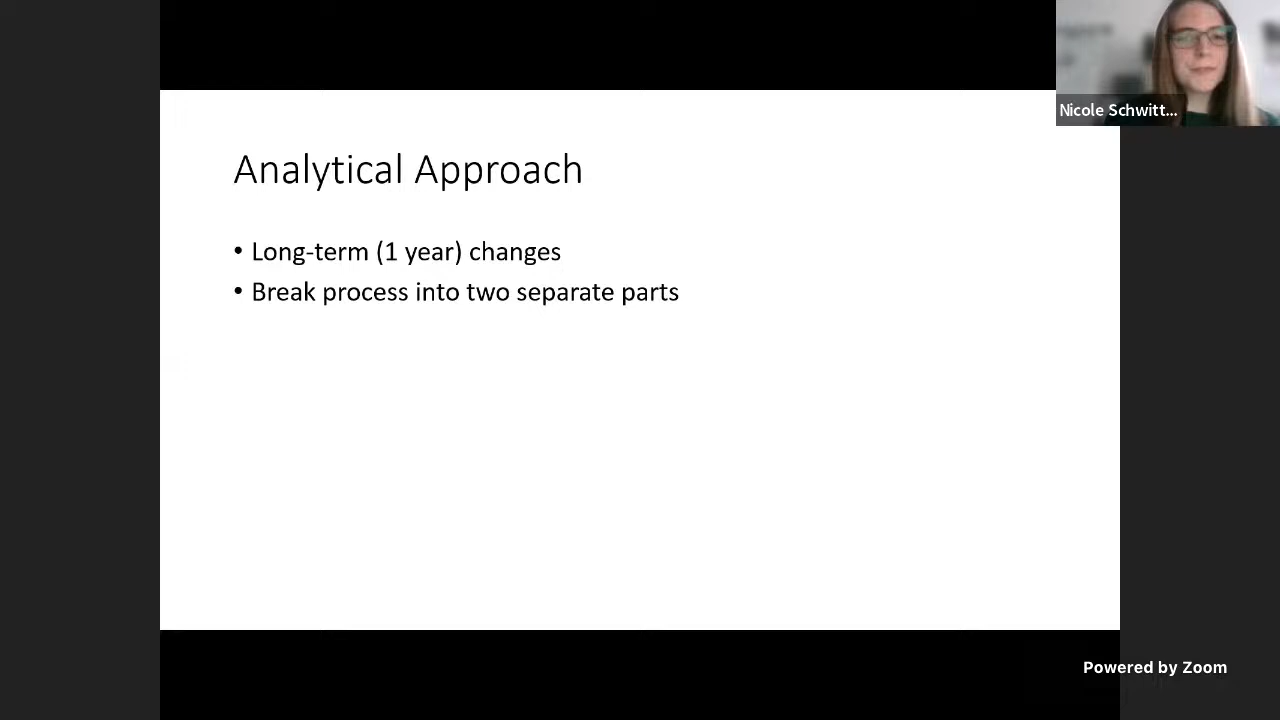 Nicole Schwitt...
Analytical Approach
• Long-term (1 year) changes
• Break process into two separate parts
Powered by Zoom